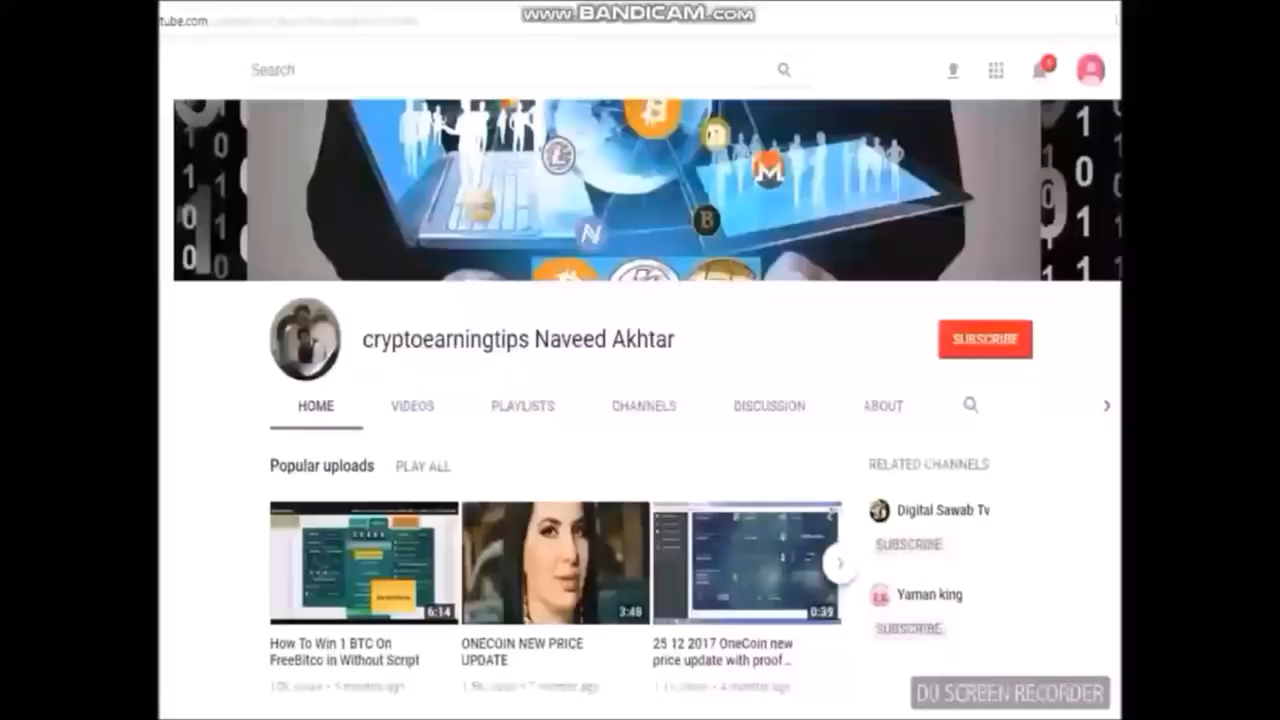 www.BANDICAM.com
tube.com
Search
cryptoearningtips Naveed Akhtar
SUBSCRIBE
HOME VIDEOS PLAYLISTS CHANNELS DISCUSSION ABOUT
Popular uploads PLAY ALL
RELATED CHANNELS
Digital Sawab Tv
SUBSCRIBE
Yaman king
SUBSCRIBE
6:14
3:48
0:39
How To Win 1 BTC On
FreeBitco in Without Script
ONECOIN NEW PRICE
UPDATE
25 12 2017 OneCoin new
price update with proof...
DU SCREEN RECORDER